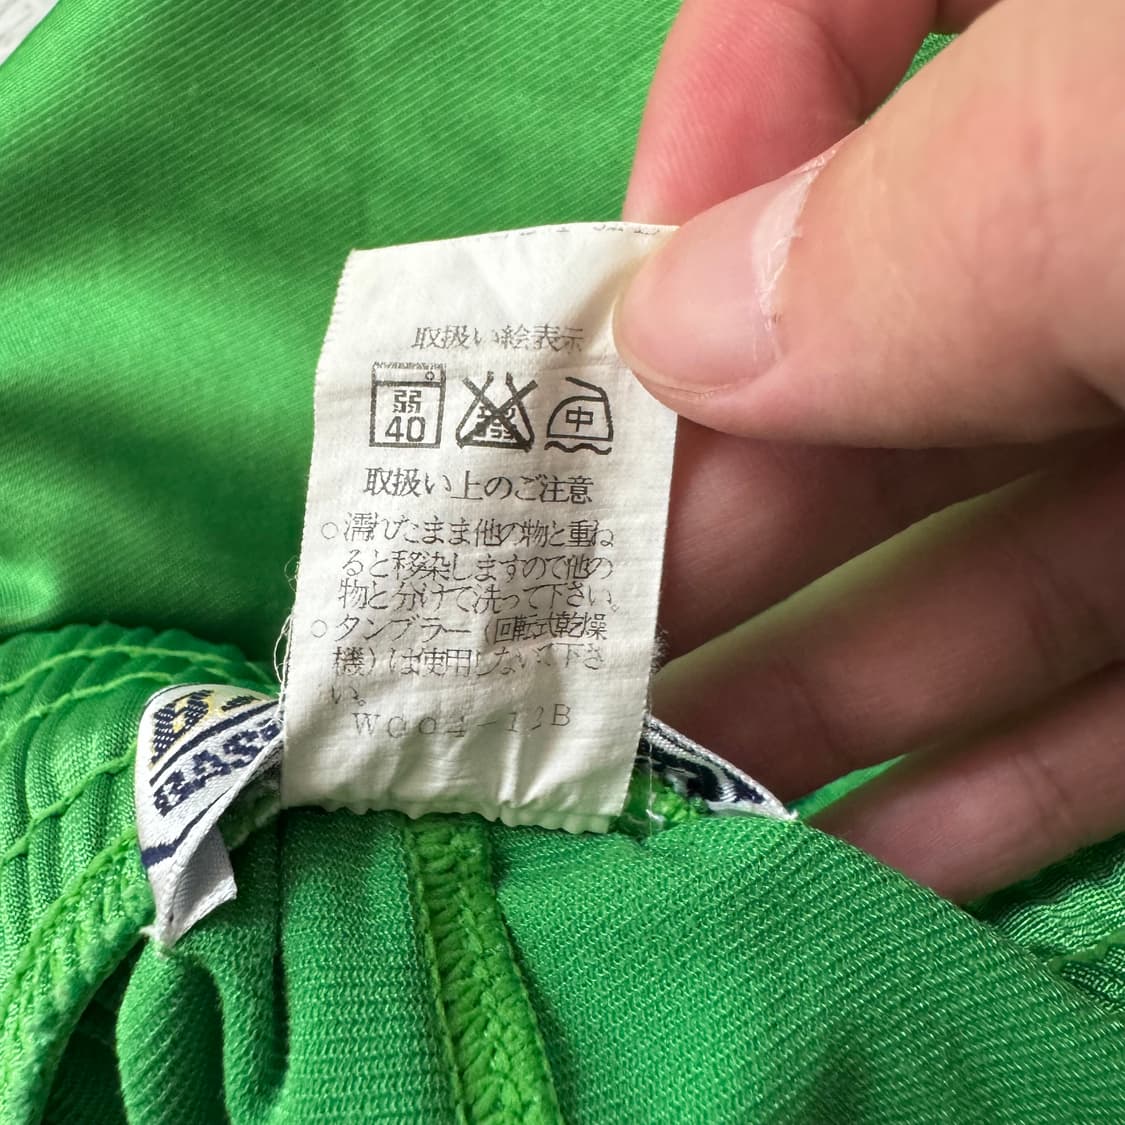 取扱い絵表示
弱
40
中
取扱い上のご注意
○濡れたまま他の物と重ね
ると移染しますので他の
物と分けて洗って下さい。
○タンブラー（回転式乾燥
機）は使用しないで下さ
い。
GAS